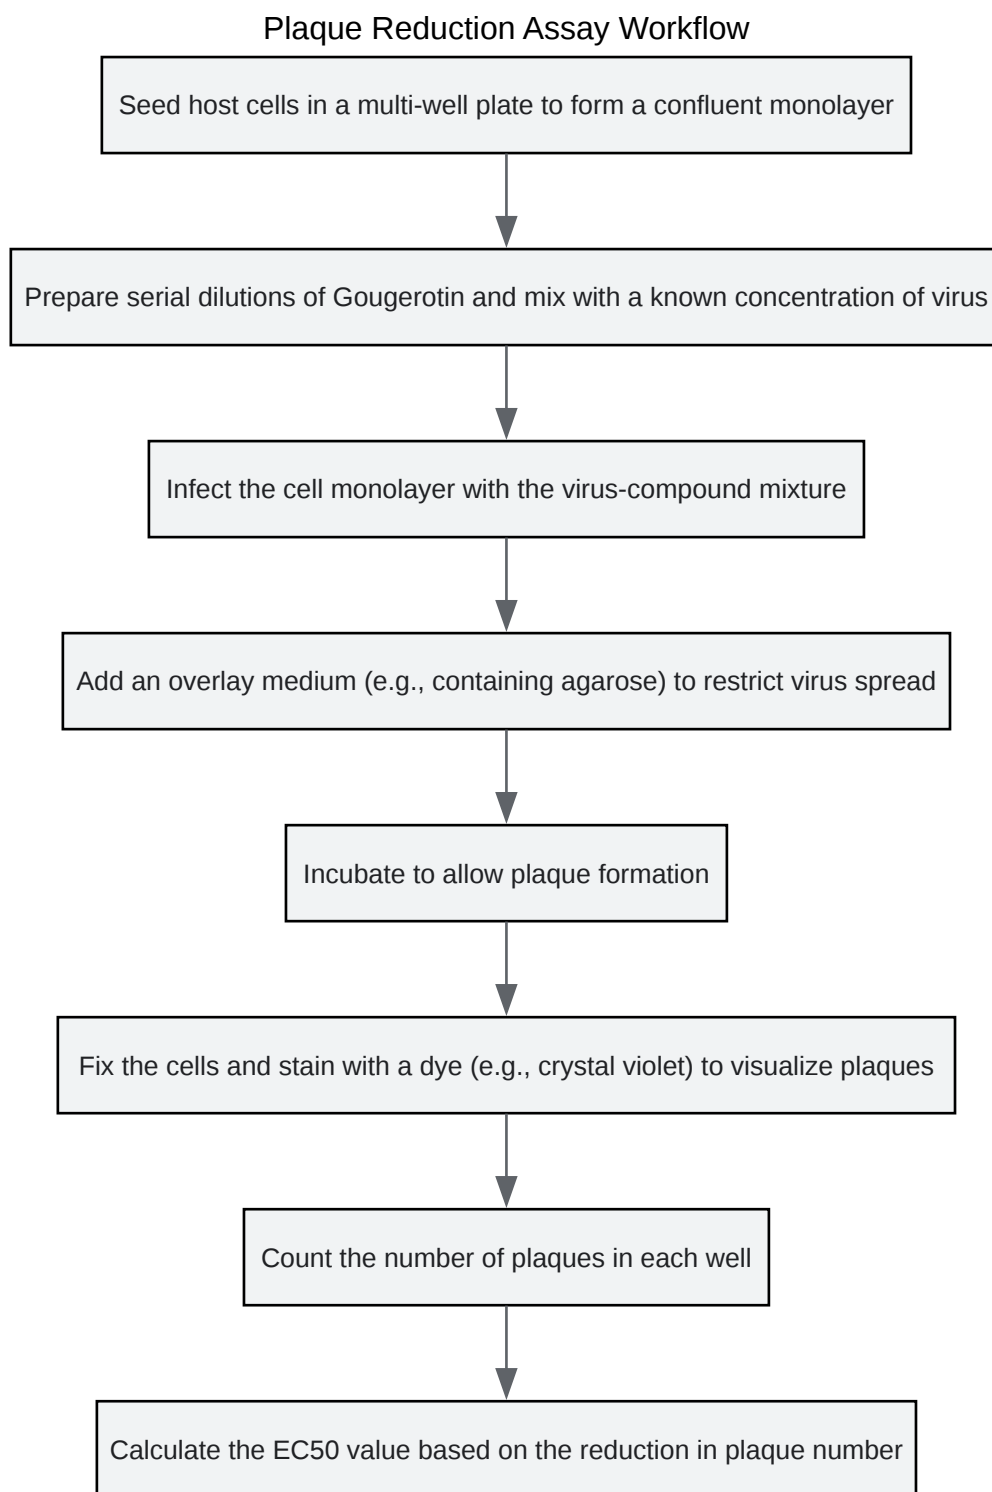 Plaque Reduction Assay Workflow
Seed host cells in a multi-well plate to form a confluent monolayer
Prepare serial dilutions of Gougerotin and mix with a known concentration of virus
Infect the cell monolayer with the virus-compound mixture
Add an overlay medium (e.g., containing agarose) to restrict virus spread
Incubate to allow plaque formation
Fix the cells and stain with a dye (e.g., crystal violet) to visualize plaques
Count the number of plaques in each well
Calculate the EC50 value based on the reduction in plaque number